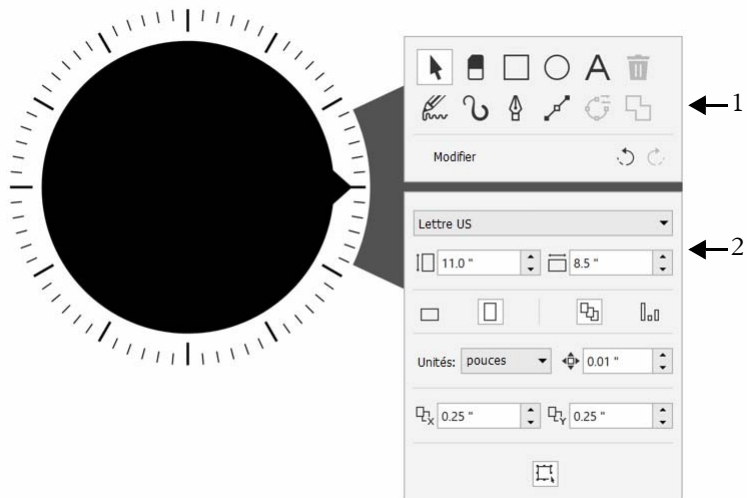 A
1
Modifier
Lettre US
2
11.0 " 8.5 "
Unités: pouces 0.01 "
X 0.25 " Y 0.25 "